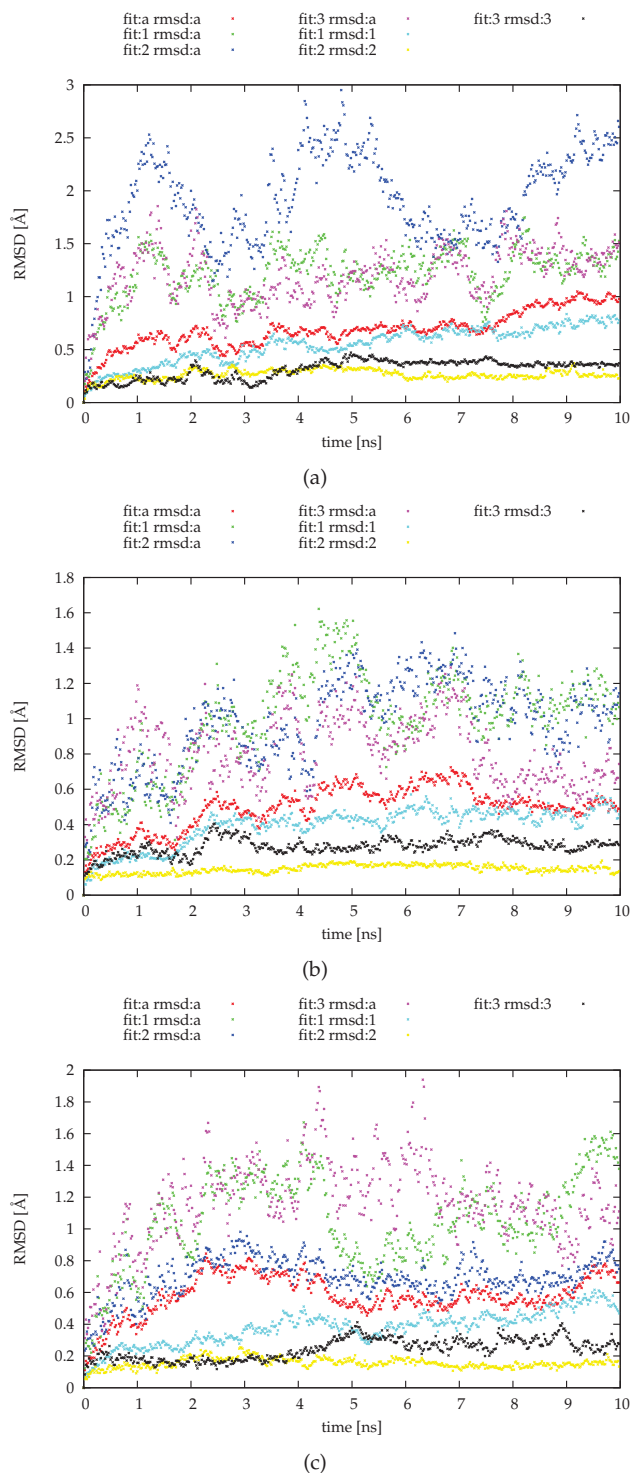 fit:a rmsd:a fit:3 rmsd:a fit:3 rmsd:3
fit:1 rmsd:a fit:1 rmsd:1
fit:2 rmsd:a fit:2 rmsd:2
3
2.5
2
1.5
1
0.5
0
RMSD [Å]
0 1 2 3 4 5 6 7 8 9 10
time [ns]
(a)
fit:a rmsd:a fit:3 rmsd:a fit:3 rmsd:3
fit:1 rmsd:a fit:1 rmsd:1
fit:2 rmsd:a fit:2 rmsd:2
1.8
1.6
1.4
1.2
1
0.8
0.6
0.4
0.2
0
RMSD [Å]
0 1 2 3 4 5 6 7 8 9 10
time [ns]
(b)
fit:a rmsd:a fit:3 rmsd:a fit:3 rmsd:3
fit:1 rmsd:a fit:1 rmsd:1
fit:2 rmsd:a fit:2 rmsd:2
2
1.8
1.6
1.4
1.2
1
0.8
0.6
0.4
0.2
0
RMSD [Å]
0 1 2 3 4 5 6 7 8 9 10
time [ns]
(c)